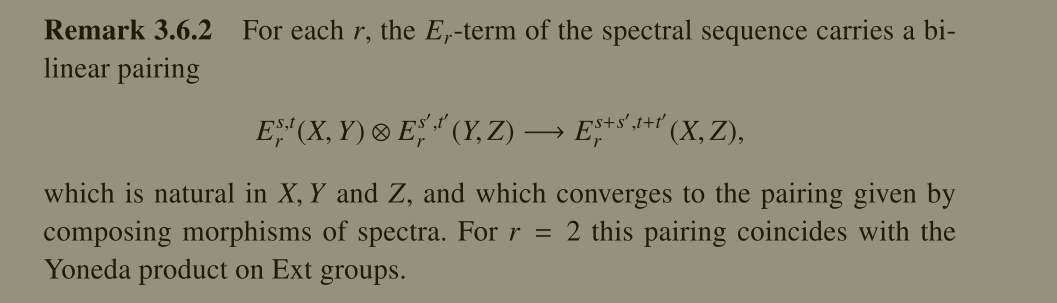 Remark 3.6.2 For each r, the E_r-term of the spectral sequence carries a bi-
linear pairing
E_r^{s,t}(X, Y) ⊗ E_r^{s',t'}(Y, Z) ⟶ E_r^{s+s',t+t'}(X, Z),
which is natural in X, Y and Z, and which converges to the pairing given by
composing morphisms of spectra. For r = 2 this pairing coincides with the
Yoneda product on Ext groups.